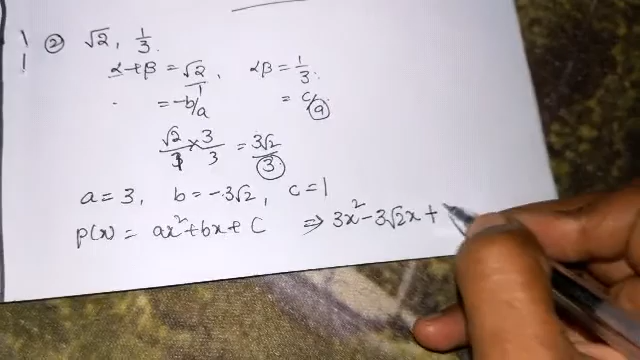 ② √2, 1/3.
α+β = √2/1, αβ = 1/3.
= -b/a = c/a
√2/1 × 3/3 = 3√2/3
a = 3, b = -3√2, c = 1
p(x) = ax²+bx+c ⇒ 3x²-3√2x+